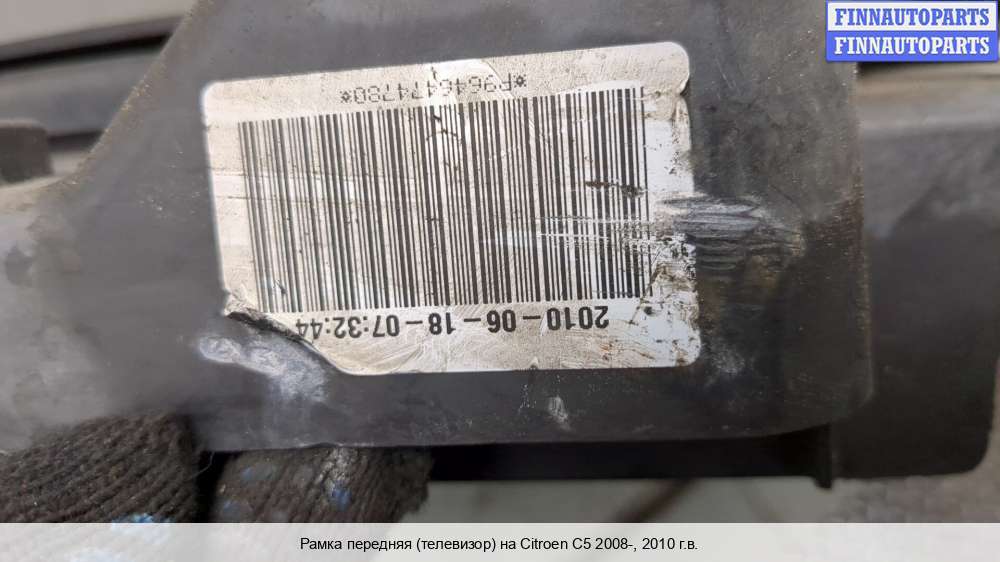 FINNAUTOPARTS
FINNAUTOPARTS
*P9646474780*
2010-06-18-07:32:44
Рамка передняя (телевизор) на Citroen C5 2008-, 2010 г.в.